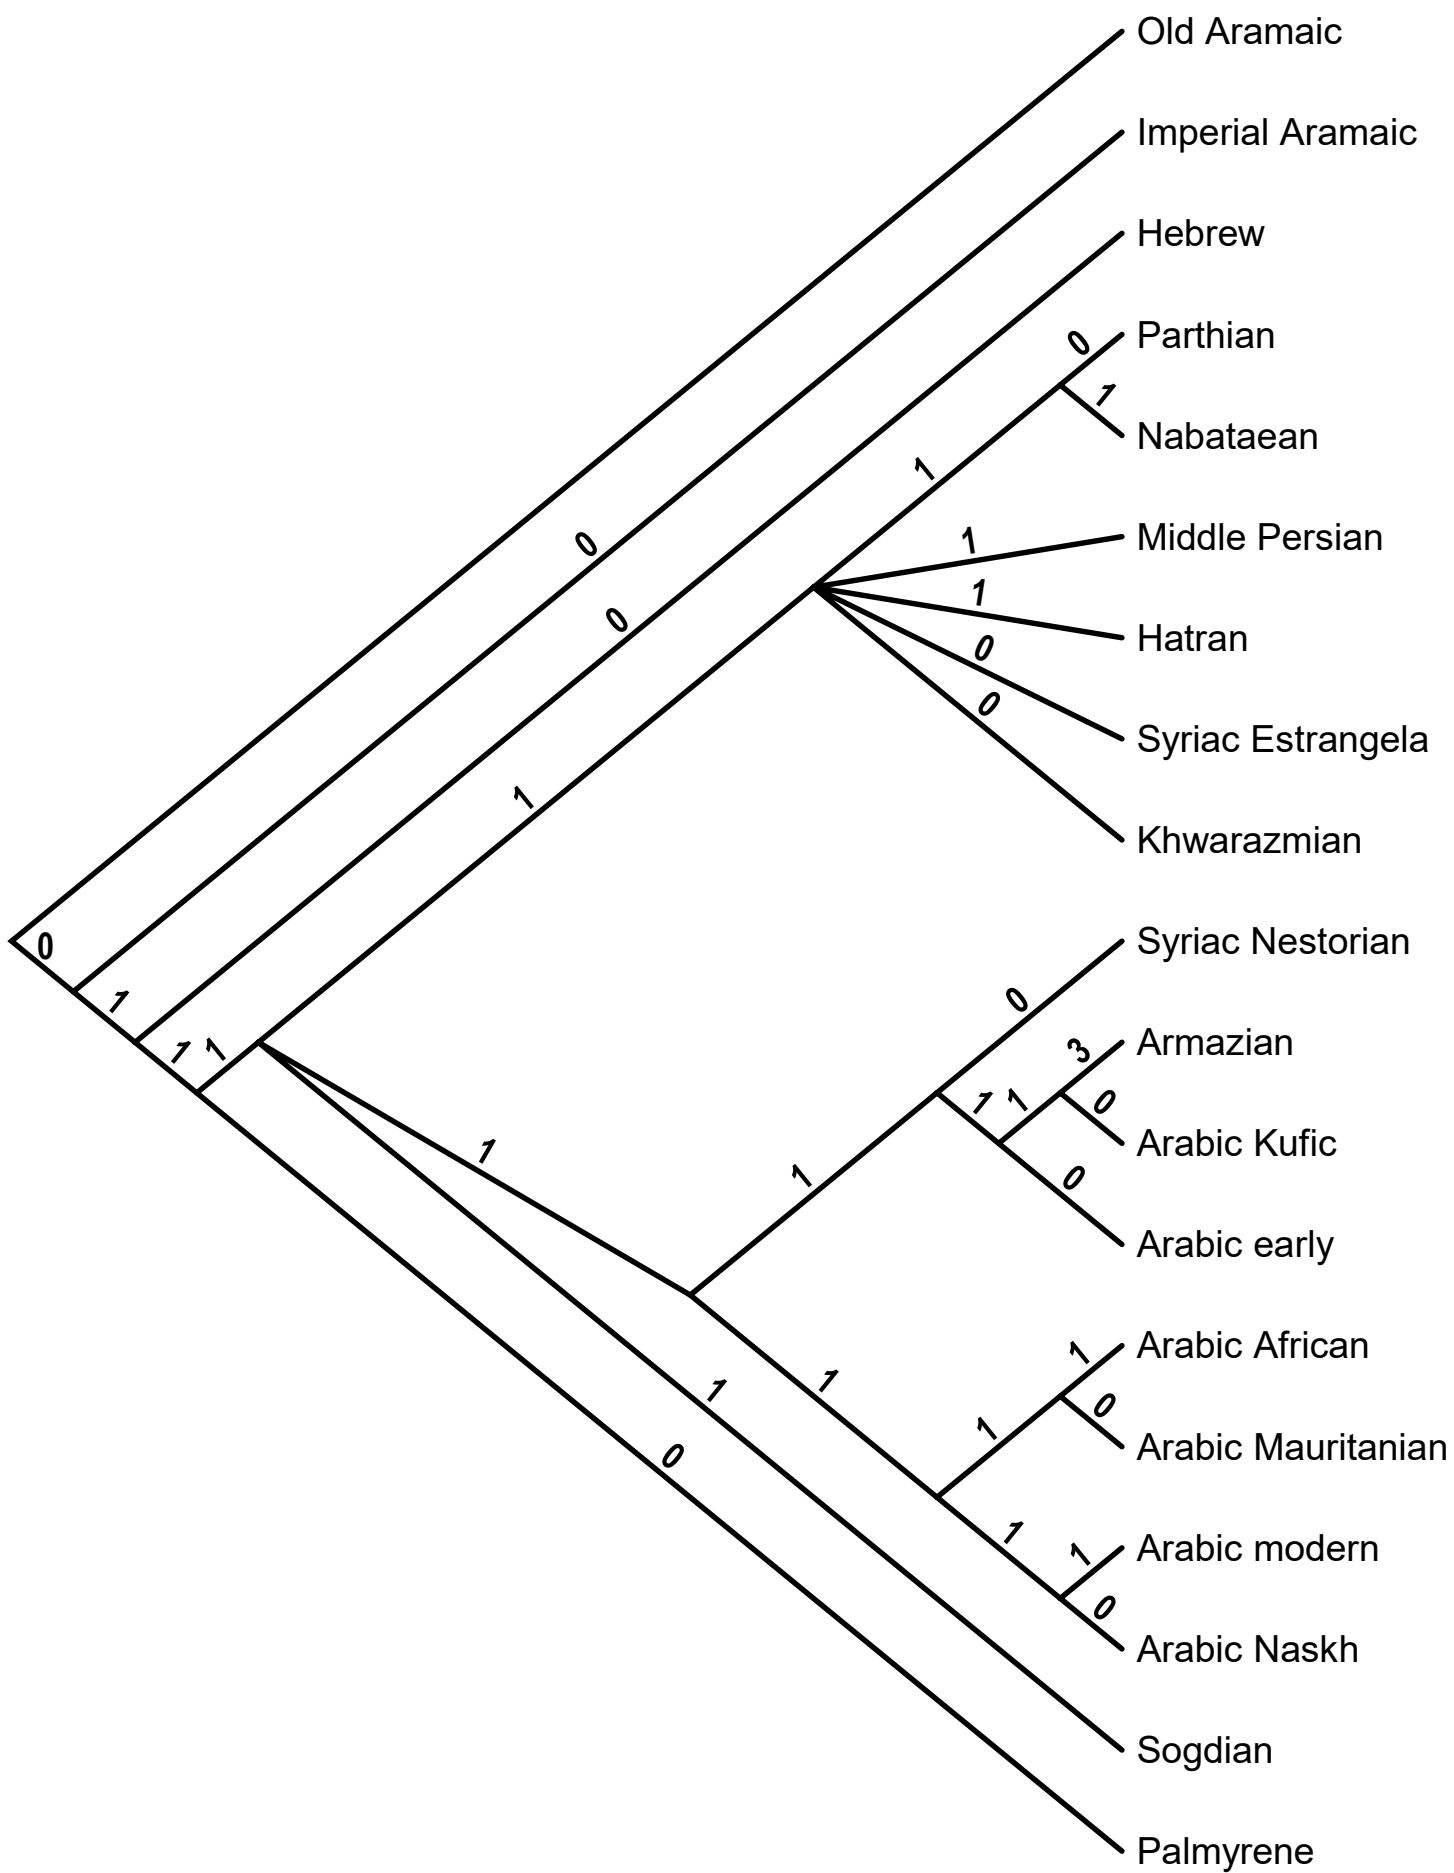 Old Aramaic
Imperial Aramaic
Hebrew
0
Parthian
1
Nabataean
1
1
Middle Persian
0
1
Hatran
0
0
Syriac Estrangela
0
1
Khwarazmian
0
Syriac Nestorian
1
0
3
Armazian
1
1
1
1
0
Arabic Kufic
1
1
0
Arabic early
1
1
Arabic African
1
0
1
Arabic Mauritanian
0
1
1
Arabic modern
0
Arabic Naskh
Sogdian
Palmyrene